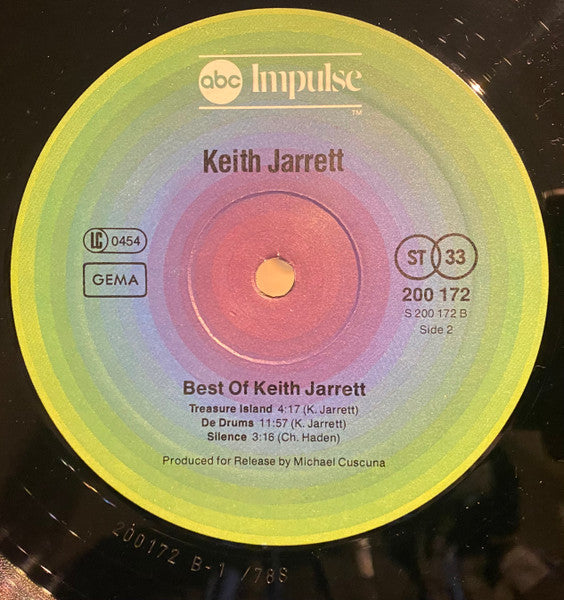 abc Impulse
TM
Keith Jarrett
LC 0454
GEMA
ST 33
200 172
S 200 172 B
Side 2
Best Of Keith Jarrett
Treasure Island 4:17 (K. Jarrett)
De Drums 11:57 (K. Jarrett)
Silence 3:16 (Ch. Haden)
Produced for Release by Michael Cuscuna
200172 B-1 /78S